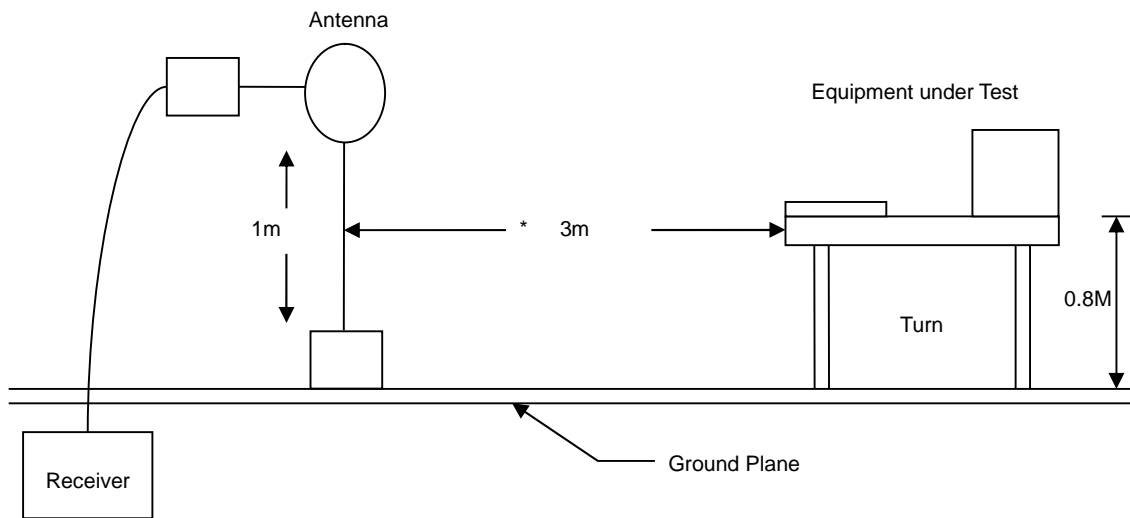 Antenna
Equipment under Test
1m
* 3m
0.8M
Turn
Ground Plane
Receiver